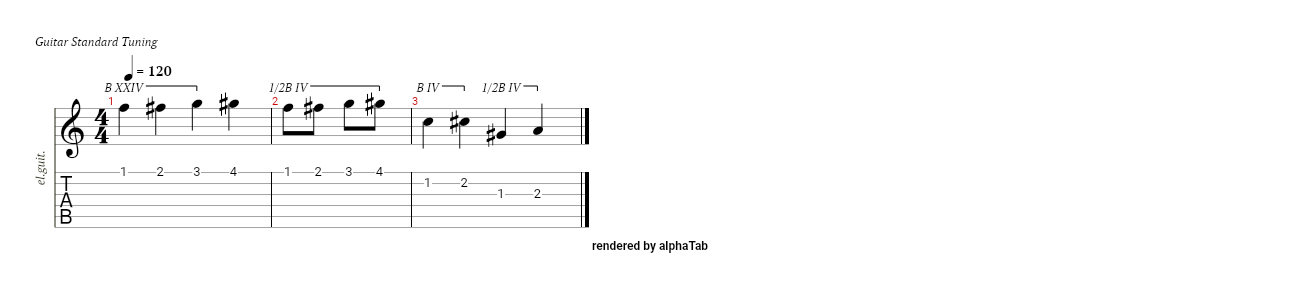 Guitar Standard Tuning
= 120
B XXIV 1/2B IV B IV 1/2B IV
1 2 3
4
4
el.guit.
1 2 3 4 1 2 3 4
1 2
1 2
T
A
B
rendered by alphaTab